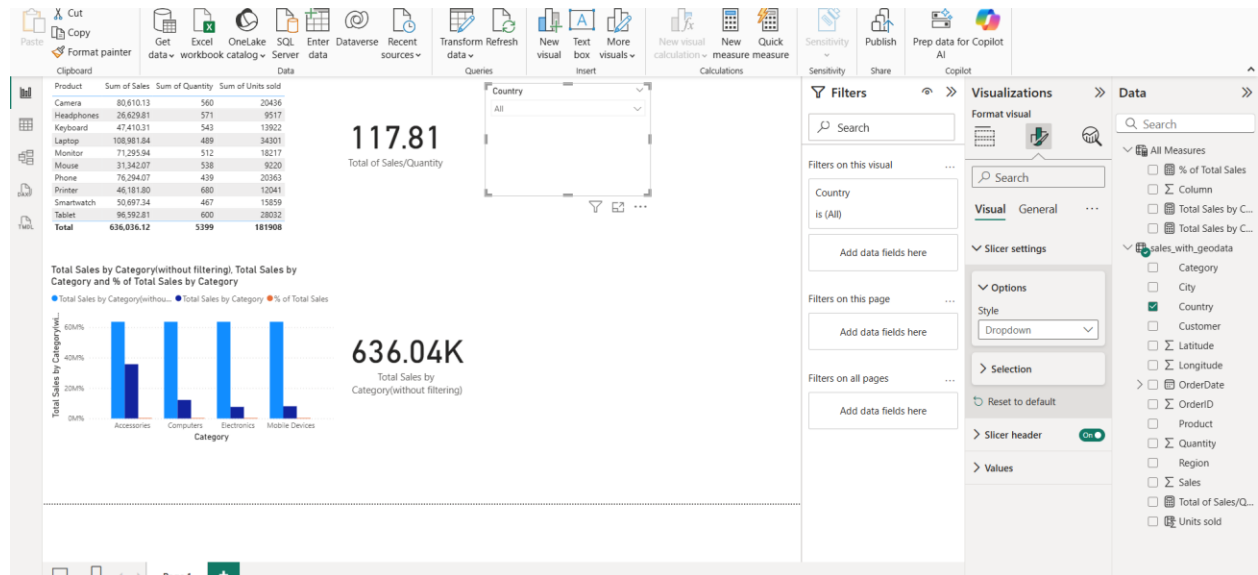 Cut
Copy
Paste
Format painter
Clipboard
Get data
Excel workbook
OneLake catalog
SQL Server
Enter data
Dataverse
Recent sources
Data
Transform data
Refresh
Queries
New visual
Text box
More visuals
Insert
New visual calculation
New measure
Quick measure
Calculations
Sensitivity
Sensitivity
Publish
Share
Prep data for AI
Copilot
Copilot
Product Sum of Sales Sum of Quantity Sum of Units sold
Camera 80,610.13 560 20436
Headphones 26,629.81 571 9517
Keyboard 47,410.31 543 13922
Laptop 108,981.84 489 34301
Monitor 71,295.94 512 18217
Mouse 31,342.07 538 9220
Phone 76,294.07 439 20363
Printer 46,181.80 680 12041
Smartwatch 50,697.34 467 15859
Tablet 96,592.81 600 28032
Total 636,036.12 5399 181908
117.81
Total of Sales/Quantity
Country
All
Total Sales by Category(without filtering), Total Sales by
Category and % of Total Sales by Category
Total Sales by Category(withou... Total Sales by Category % of Total Sales
Total Sales by Category(wi...
60M%
40M%
20M%
0M%
Accessories Computers Electronics Mobile Devices
Category
636.04K
Total Sales by
Category(without filtering)
Filters
Search
Filters on this visual ...
Country
is (All)
Add data fields here
Filters on this page ...
Add data fields here
Filters on all pages ...
Add data fields here
Visualizations
Format visual
Search
Visual General ...
Slicer settings
Options
Style
Dropdown
Selection
Reset to default
Slicer header On
Values
Data
Search
All Measures
% of Total Sales
Column
Total Sales by C...
Total Sales by C...
sales_with_geodata
Category
City
Country
Customer
Latitude
Longitude
OrderDate
OrderID
Product
Quantity
Region
Sales
Total of Sales/Q...
Units sold